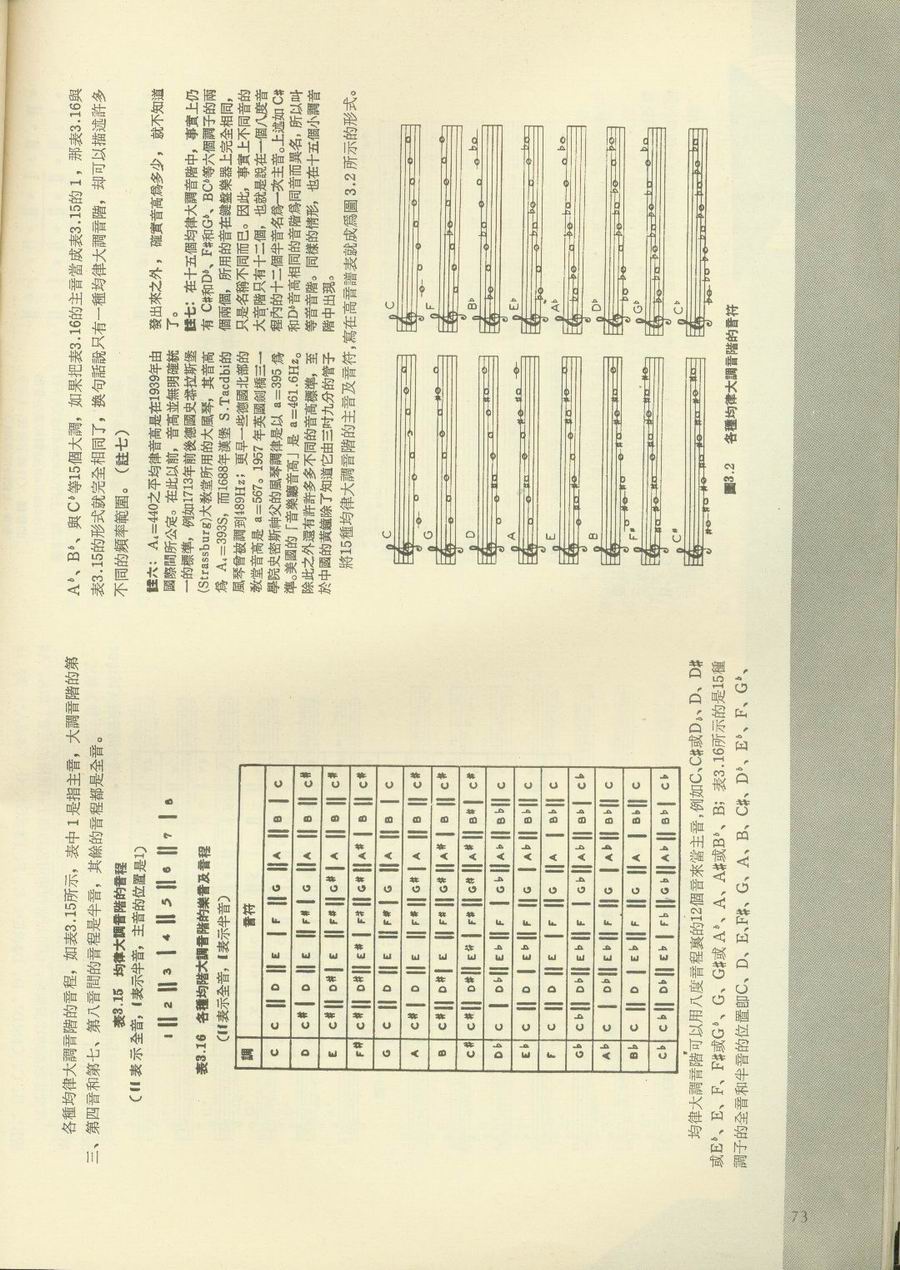 各種均律大調音階的音程，如表3.15所示，表中1是指主音，大調音階的第
三、第四音和第七、第八音間的音程是半音，其餘的音程都是全音。
表3.15 均律大調音階的音程
(‖表示全音，|表示半音，主音的位置是1)
1 ‖ 2 ‖ 3 | 4 ‖ 5 ‖ 6 ‖ 7 | 8
表3.16 各種均階大調音階的樂音及音程
(‖表示全音，|表示半音)
調 音符
C C ‖ D ‖ E | F ‖ G ‖ A ‖ B | C
D C# | D ‖ E ‖ F# | G ‖ A ‖ B ‖ C#
E C# ‖ D# | E ‖ F# ‖ G# | A ‖ B ‖ C#
F# C# ‖ D# ‖ E# | F# ‖ G# ‖ A# | B ‖ C#
G C ‖ D ‖ E ‖ F# | G ‖ A ‖ B | C
A C# | D ‖ E ‖ F# ‖ G# | A ‖ B ‖ C#
B C# ‖ D# | E ‖ F# ‖ G# ‖ A# | B ‖ C#
C# C# ‖ D# ‖ E# | F# ‖ G# ‖ A# ‖ B# | C#
D♭ C | D♭ ‖ E♭ ‖ F | G♭ ‖ A♭ ‖ B♭ ‖ C
E♭ C ‖ D | E♭ ‖ F ‖ G | A♭ ‖ B♭ ‖ C
F C ‖ D ‖ E | F ‖ G ‖ A | B♭ ‖ C
G♭ C♭ ‖ D♭ ‖ E♭ ‖ F | G♭ ‖ A♭ ‖ B♭ | C♭
A♭ C | D♭ ‖ E♭ ‖ F ‖ G | A♭ ‖ B♭ ‖ C
B♭ C ‖ D | E♭ ‖ F ‖ G ‖ A | B♭ ‖ C
C♭ C♭ ‖ D♭ ‖ E♭ | F♭ ‖ G♭ ‖ A♭ ‖ B♭ | C♭
均律大調音階可以用八度音程裏的12個音來當主音，例如C、C#或D♭、D、D#
或E♭、E、F、F#或G♭、G、G#或A♭、A、A#或B♭、B；表3.16所示的是15種
調子的全音和半音的位置即C、D、E、F#、G、A、B、C#、D♭、E♭、F、G♭、
A♭、B♭、與C♭等15個大調，如果把表3.16的主音當成表3.15的1，那表3.16與
表3.15的形式就完全相同了，換句話說只有一種均律大調音階，却可以描述許多
不同的頻率範圍。（註七）
註六：A₄=440之平均律音高是在1939年由
國際間所公定。在此以前，音高並無明確統
一的標準，例如1713年前後德國史塔拉斯堡
(Strassburg)大敎堂所用的大風琴，其音高
爲 A₄=393S，而1688年漢堡 S.Tacdbi的
風琴曾被調到489Hz；更早一些德國北部的
敎堂音高是 a=567。1957 年英國劍橋三一
學院史密斯神父的風琴調律是以 a=395 爲
準。美國的「音樂廳音高」是 a=461.6Hz。
除此之外還有許許多多不同的音高標準，至
於中國的黃鐘除了知道它由三吋九分的管子
發出來之外，確實音高爲多少，就不知道
了。
註七：在十五個均律大調音階中，事實上仍
有 C#和D♭、F#和G♭、BC♭等六個調子的兩
個兩個，所用的音在鍵盤樂器上完全相同，
只是名稱不同而已。因此，事實上不同音的
大音階只有十二個，也就是說在一個八度音
程內的十二個半音名爲一次主音。上述如 C#
和D♭音高相同的音階爲同音而異名，所以叫
等音音階。同樣的情形，也在十五個小調音
階中出現。
將15種均律大調音階的主音及音符，寫在高音譜表就成爲圖3.2所示的形式。
C
C
G
F
D
B♭
A
E♭
E
A♭
B
D♭
F#
G♭
C#
C♭
圖3.2 各種均律大調音階的音符
73